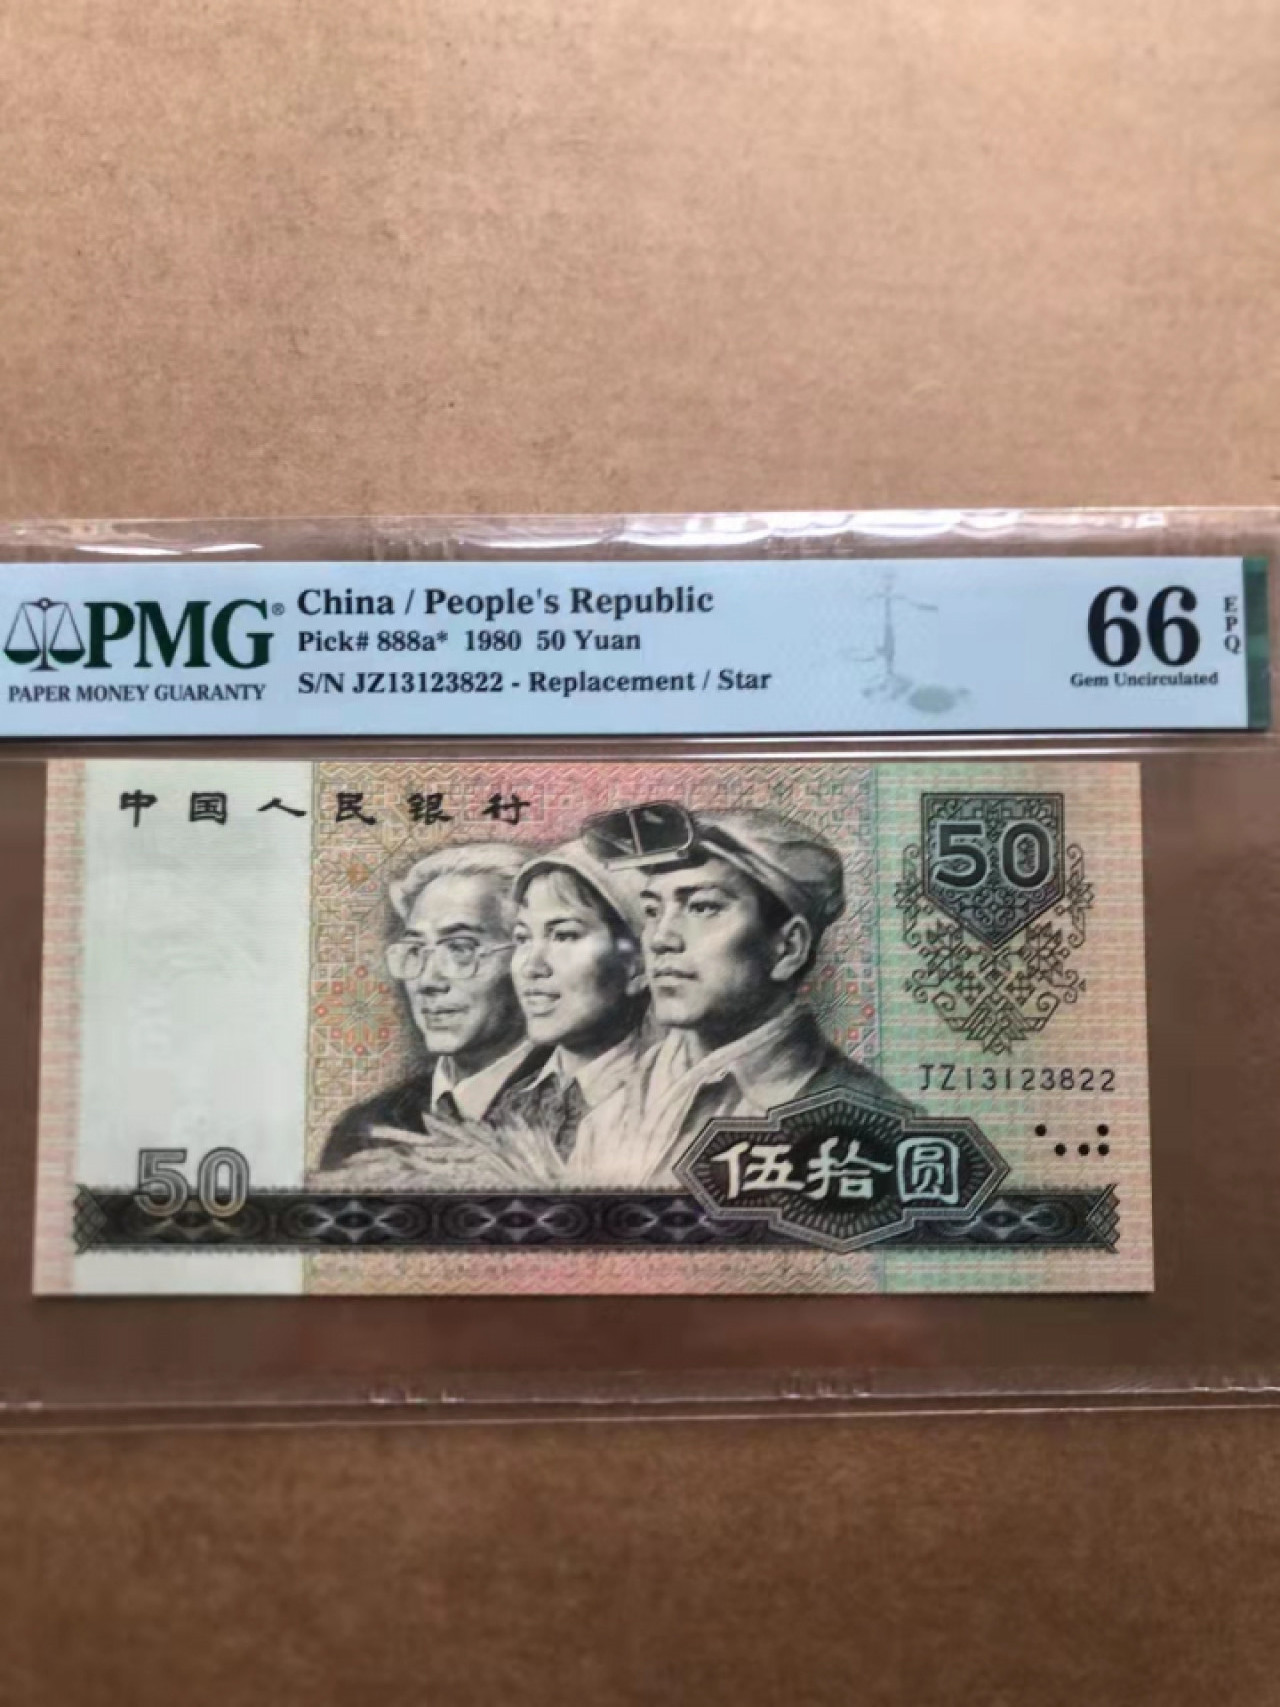 PMG®
PAPER MONEY GUARANTY
China / People's Republic
Pick# 888a* 1980 50 Yuan
S/N JZ13123822 - Replacement / Star
66
EPQ
Gem Uncirculated
中国人民银行
50
JZ13123822
50
伍拾圆